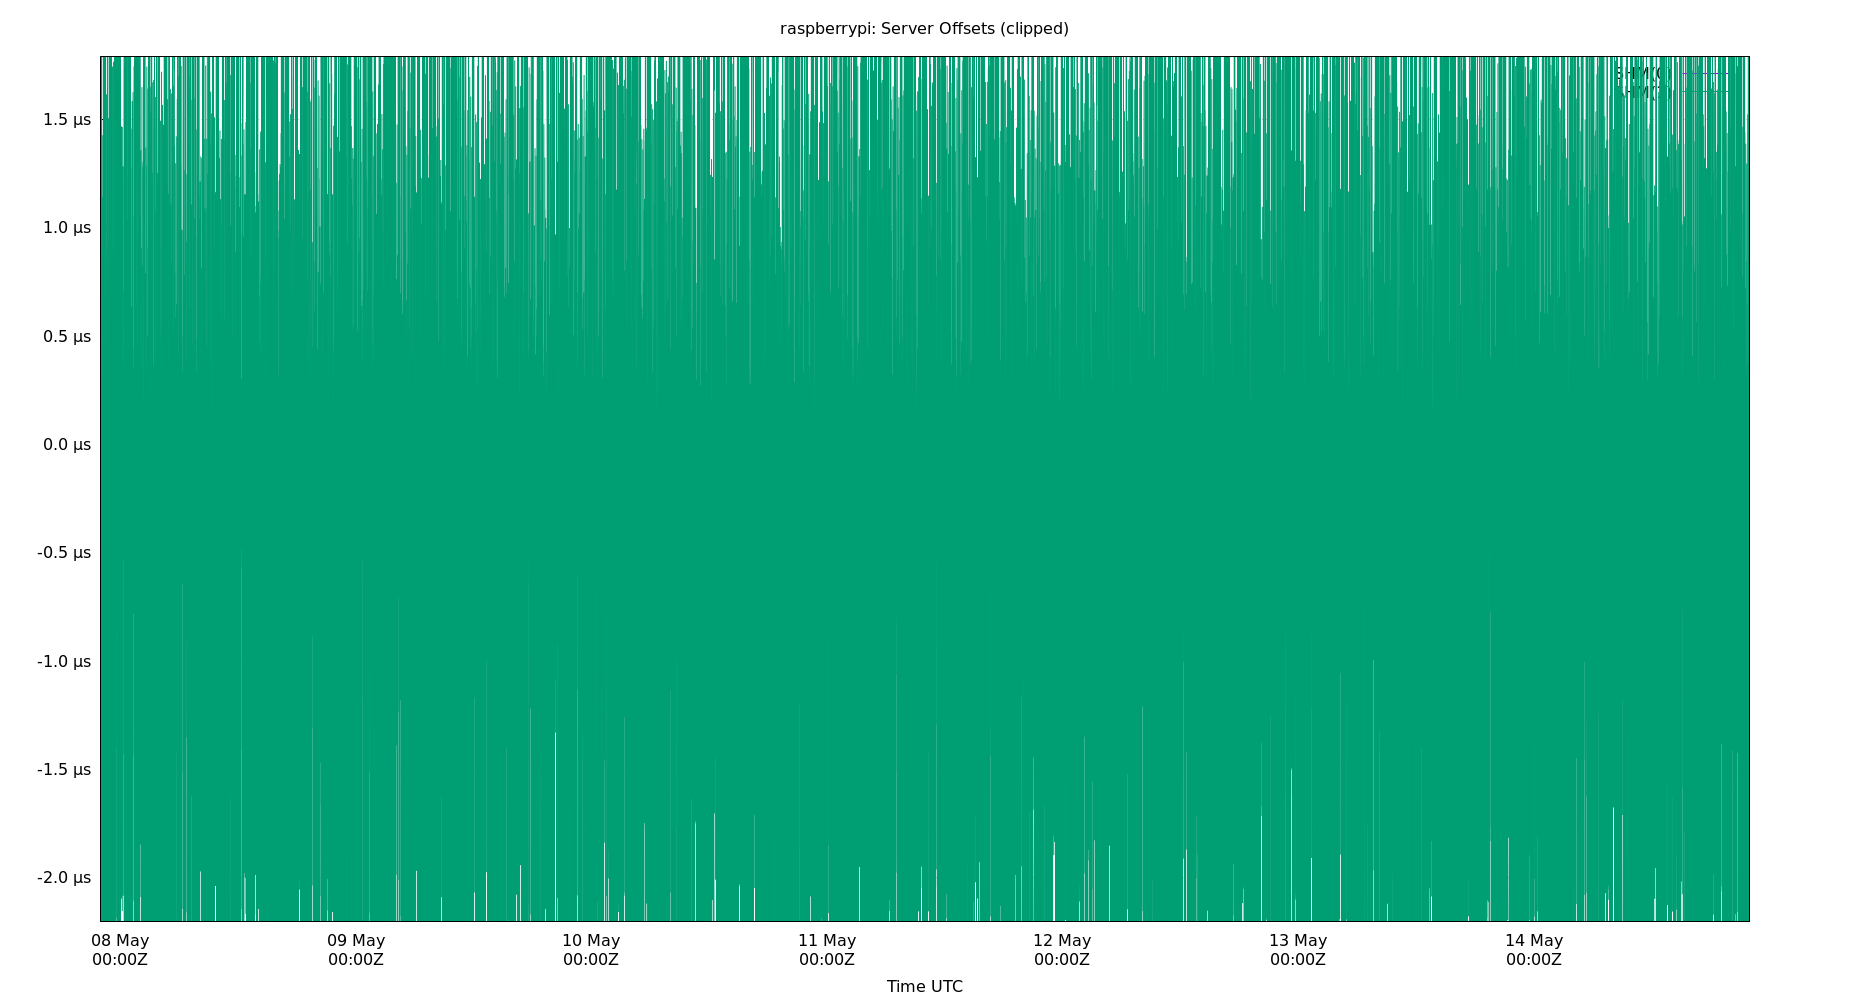 raspberrypi: Server Offsets (clipped)
1.5 µs
1.0 µs
0.5 µs
0.0 µs
-0.5 µs
-1.0 µs
-1.5 µs
-2.0 µs
08 May 09 May 10 May 11 May 12 May 13 May 14 May
00:00Z 00:00Z 00:00Z 00:00Z 00:00Z 00:00Z 00:00Z
Time UTC